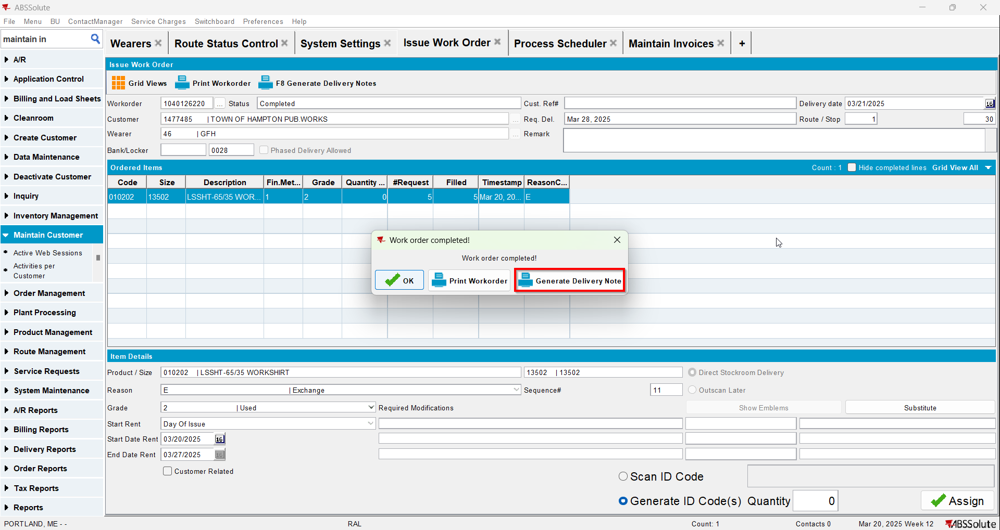 ABSSolute
File Menu BU ContactManager Service Charges Switchboard Preferences Help
maintain in
Wearers Route Status Control System Settings Issue Work Order Process Scheduler Maintain Invoices +
A/R
Application Control
Billing and Load Sheets
Cleanroom
Create Customer
Data Maintenance
Deactivate Customer
Inquiry
Inventory Management
Maintain Customer
Active Web Sessions
Activities per
Customer
Order Management
Plant Processing
Product Management
Route Management
Service Requests
System Maintenance
A/R Reports
Billing Reports
Delivery Reports
Order Reports
Tax Reports
Reports
Issue Work Order
Grid Views Print Workorder F8 Generate Delivery Notes
Workorder 1040126220 ... Status Completed Cust. Ref# Delivery date 03/21/2025 16
Customer 1477485 | TOWN OF HAMPTON PUB.WORKS ... Req. Del. Mar 28, 2025 Route / Stop 1 30
Wearer 46 | GFH ... Remark
Bank/Locker 0028 Phased Delivery Allowed
Ordered Items Count : 1 Hide completed lines Grid View All
Code Size Description Fin.Met... Grade Quantity ... #Request Filled Timestamp ReasonC...
010202 13502 LSSHT-65/35 WOR... 1 2 0 5 5 Mar 20, 20... E
Work order completed!
Work order completed!
OK Print Workorder Generate Delivery Note
Item Details
Product / Size 010202 | LSSHT-65/35 WORKSHIRT 13502 | 13502 Direct Stockroom Delivery
Reason E | Exchange Sequence# 11 Outscan Later
Grade 2 | Used Required Modifications Show Emblems Substitute
Start Rent Day Of Issue
Start Date Rent 03/20/2025 16
End Date Rent 03/27/2025 16
Customer Related
Scan ID Code
Generate ID Code(s) Quantity 0 Assign
PORTLAND, ME - - RAL Count: 1 Contacts 0 Mar 20, 2025 Week 12 ABSSolute